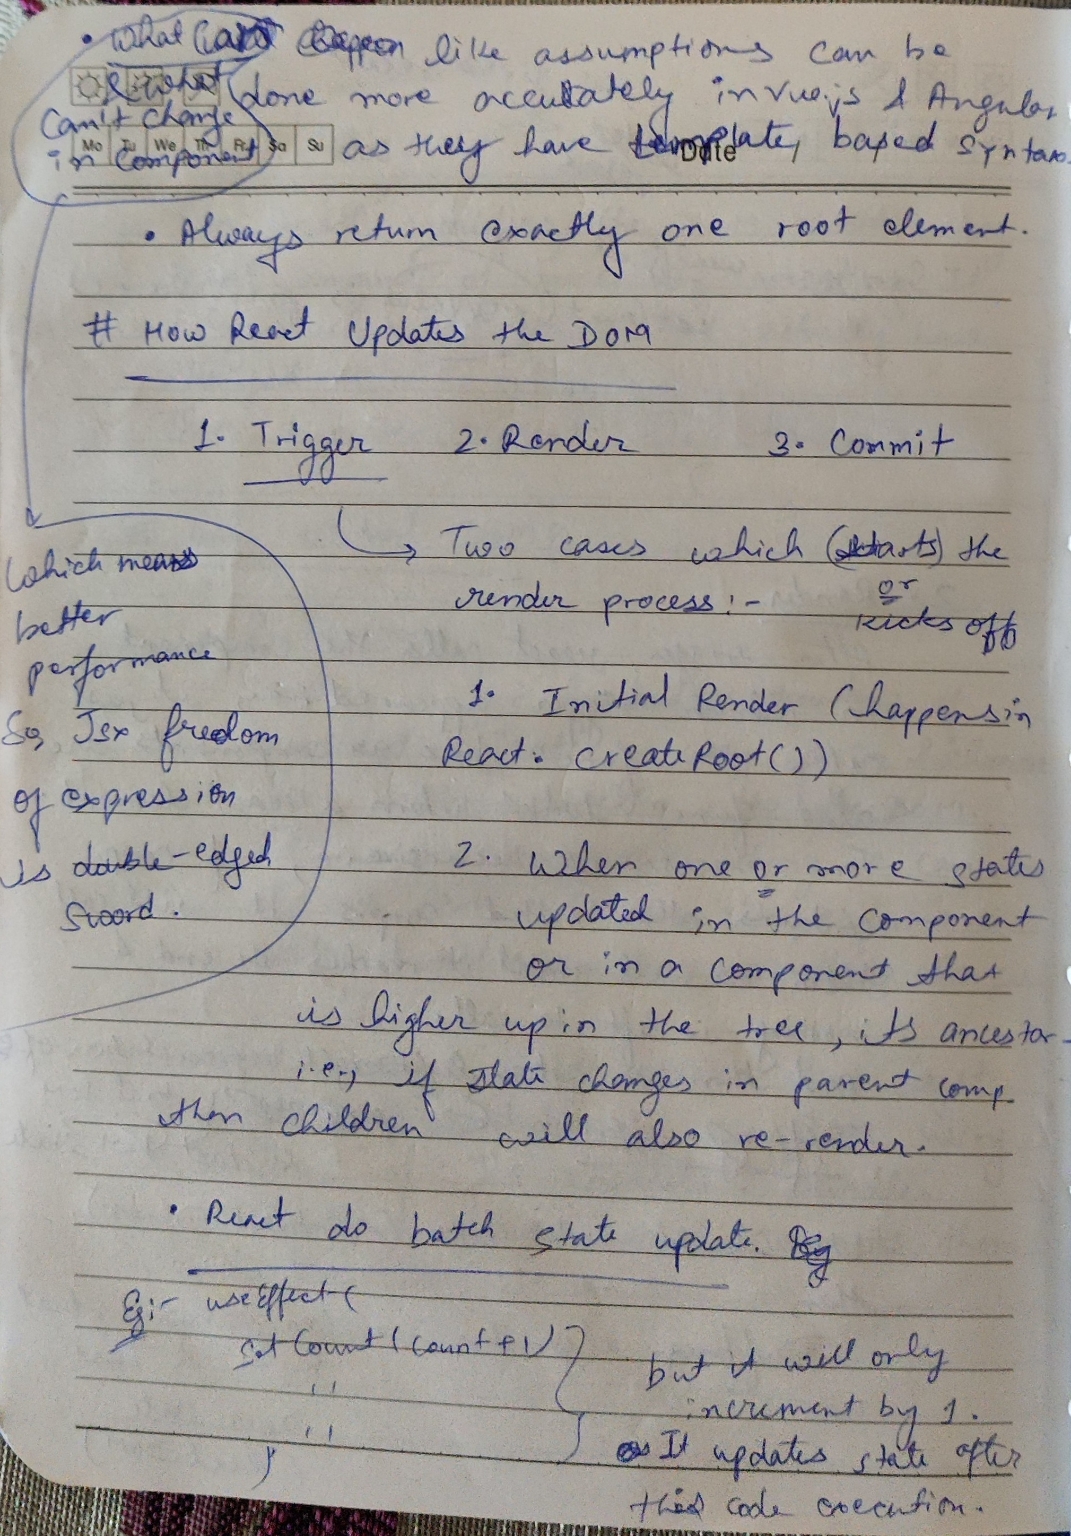 • What can & what can't change in component like assumptions can be
done more accurately in vue.js & Angular
Mo Tu We Th Fr Sa Su
as they have template based Syntax
Date
• Always return exactly one root element.
# How React Updates the DOM
1. Trigger 2. Render 3. Commit
Two cases which (starts) the
or
render process :-
kicks off
1. Initial Render (happens in
React. createRoot())
which means
better
performance
So, Jsx freedom
of expression
is double-edged
Sword.
2. When one or more states
updated in the component
or in a component that
is higher up in the tree, its ancestor
i.e., if state changes in parent comp.
then children will also re-render.
• React do batch state update.
Eg:- useEffect(
setCount(count+1)
"
"
)
but it will only
increment by 1.
It updates state after
this code execution.